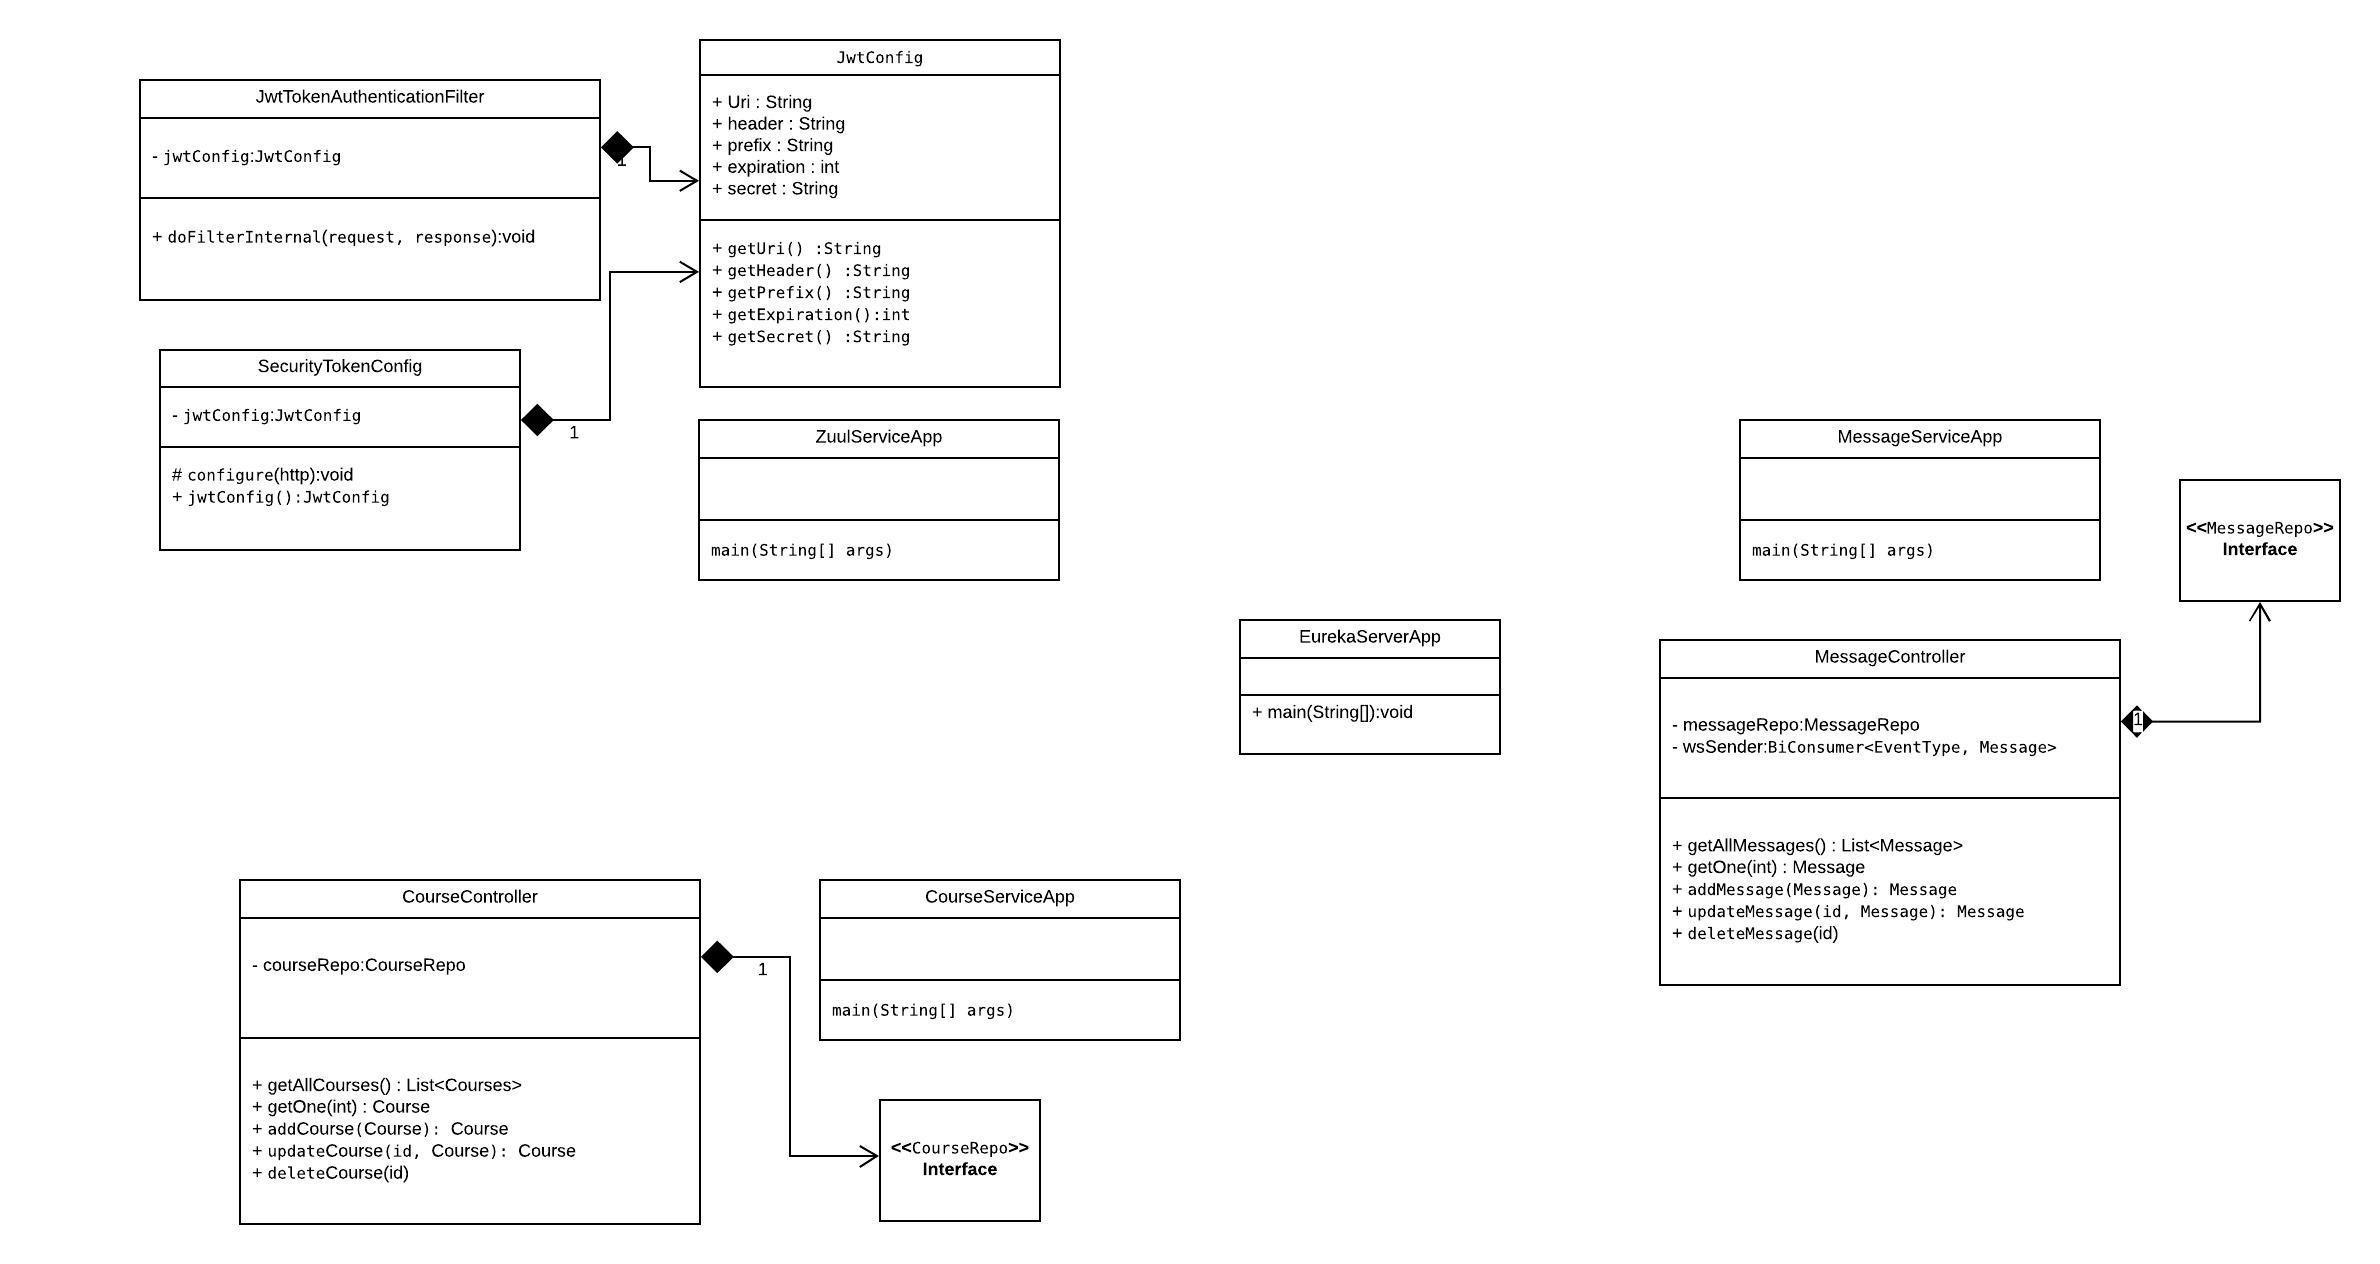 JwtConfig
+ Uri : String
+ header : String
+ prefix : String
+ expiration : int
+ secret : String
+ getUri() :String
+ getHeader() :String
+ getPrefix() :String
+ getExpiration():int
+ getSecret() :String
JwtTokenAuthenticationFilter
- jwtConfig:JwtConfig
+ doFilterInternal(request, response):void
1
SecurityTokenConfig
- jwtConfig:JwtConfig
# configure(http):void
+ jwtConfig():JwtConfig
1
ZuulServiceApp
main(String[] args)
MessageServiceApp
main(String[] args)
<<MessageRepo>>
Interface
EurekaServerApp
+ main(String[]):void
MessageController
- messageRepo:MessageRepo
- wsSender:BiConsumer<EventType, Message>
+ getAllMessages() : List<Message>
+ getOne(int) : Message
+ addMessage(Message): Message
+ updateMessage(id, Message): Message
+ deleteMessage(id)
1
CourseController
- courseRepo:CourseRepo
+ getAllCourses() : List<Courses>
+ getOne(int) : Course
+ addCourse(Course): Course
+ updateCourse(id, Course): Course
+ deleteCourse(id)
1
CourseServiceApp
main(String[] args)
<<CourseRepo>>
Interface